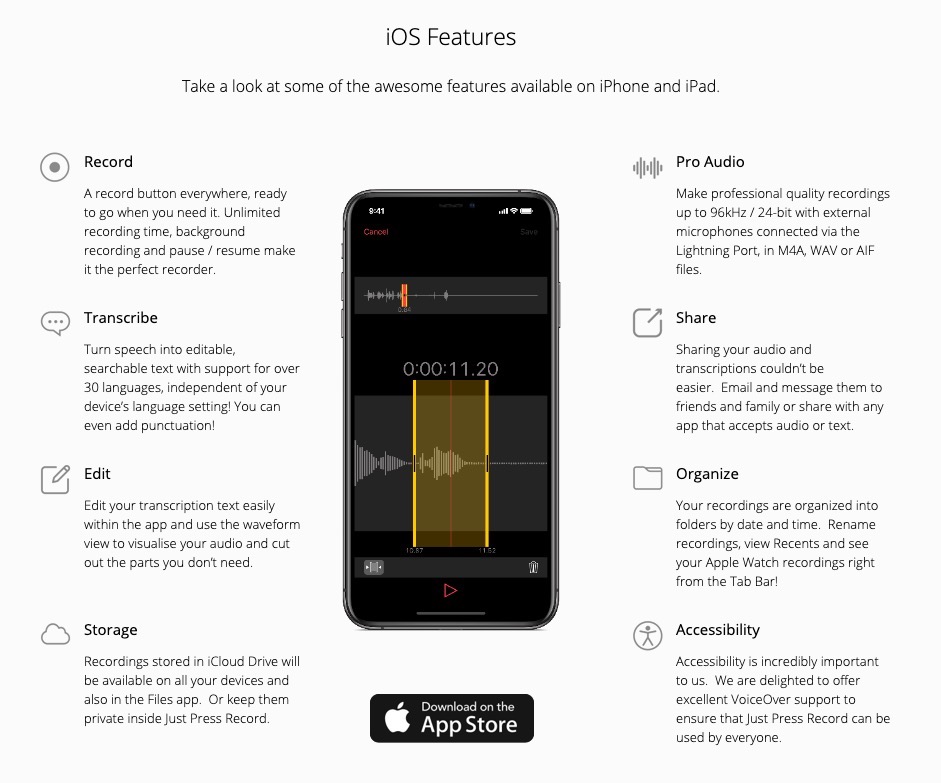 iOS Features
Take a look at some of the awesome features available on iPhone and iPad.
Record
A record button everywhere, ready
to go when you need it. Unlimited
recording time, background
recording and pause / resume make
it the perfect recorder.
Transcribe
Turn speech into editable,
searchable text with support for over
30 languages, independent of your
device’s language setting! You can
even add punctuation!
Edit
Edit your transcription text easily
within the app and use the waveform
view to visualise your audio and cut
out the parts you don’t need.
Storage
Recordings stored in iCloud Drive will
be available on all your devices and
also in the Files app.  Or keep them
private inside Just Press Record.
9:41
Cancel
Save
0:84
0:00:11.20
10.87
11.52
Download on the
App Store
Pro Audio
Make professional quality recordings
up to 96kHz / 24-bit with external
microphones connected via the
Lightning Port, in M4A, WAV or AIF
files.
Share
Sharing your audio and
transcriptions couldn’t be
easier.  Email and message them to
friends and family or share with any
app that accepts audio or text.
Organize
Your recordings are organized into
folders by date and time.  Rename
recordings, view Recents and see
your Apple Watch recordings right
from the Tab Bar!
Accessibility
Accessibility is incredibly important
to us.  We are delighted to offer
excellent VoiceOver support to
ensure that Just Press Record can be
used by everyone.